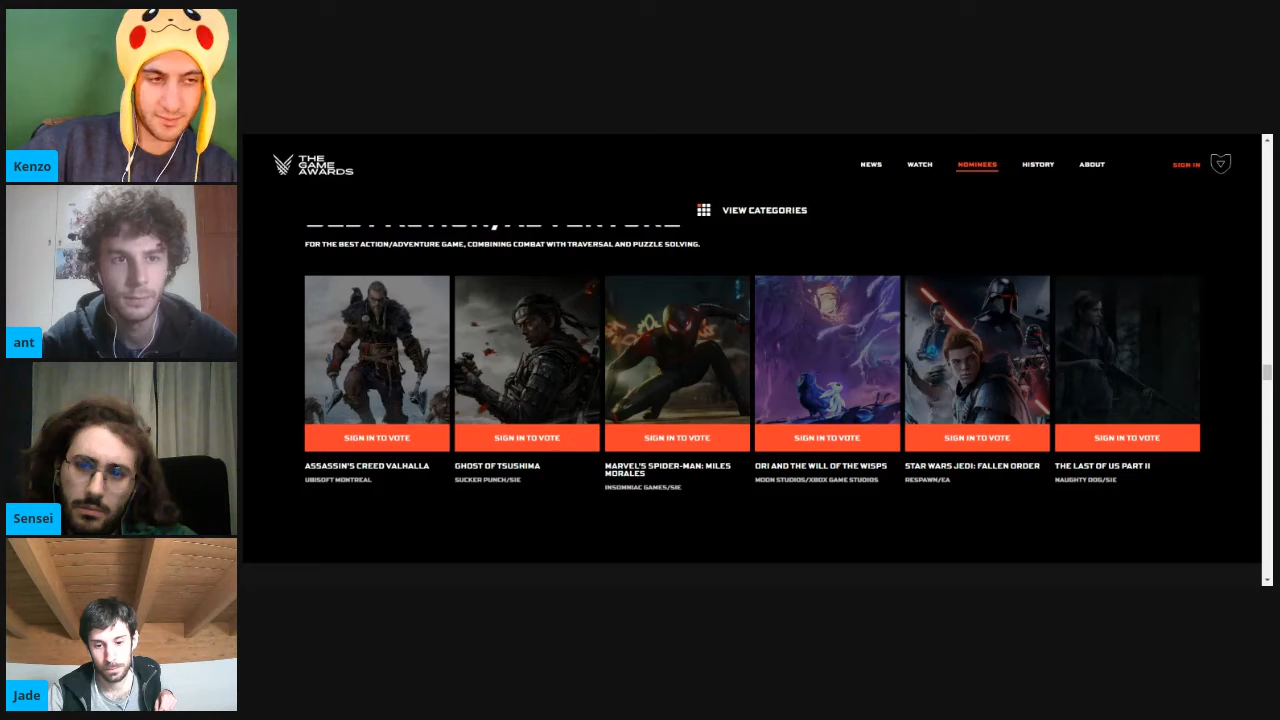 Kenzo
ant
Sensei
Jade
THE
GAME
AWARDS
NEWS WATCH NOMINEES HISTORY ABOUT SIGN IN
VIEW CATEGORIES
FOR THE BEST ACTION/ADVENTURE GAME, COMBINING COMBAT WITH TRAVERSAL AND PUZZLE SOLVING.
SIGN IN TO VOTE SIGN IN TO VOTE SIGN IN TO VOTE SIGN IN TO VOTE SIGN IN TO VOTE SIGN IN TO VOTE
ASSASSIN'S CREED VALHALLA
UBISOFT MONTREAL
GHOST OF TSUSHIMA
SUCKER PUNCH/SIE
MARVEL'S SPIDER-MAN: MILES
MORALES
INSOMNIAC GAMES/SIE
ORI AND THE WILL OF THE WISPS
MOON STUDIOS/XBOX GAME STUDIOS
STAR WARS JEDI: FALLEN ORDER
RESPAWN/EA
THE LAST OF US PART II
NAUGHTY DOG/SIE